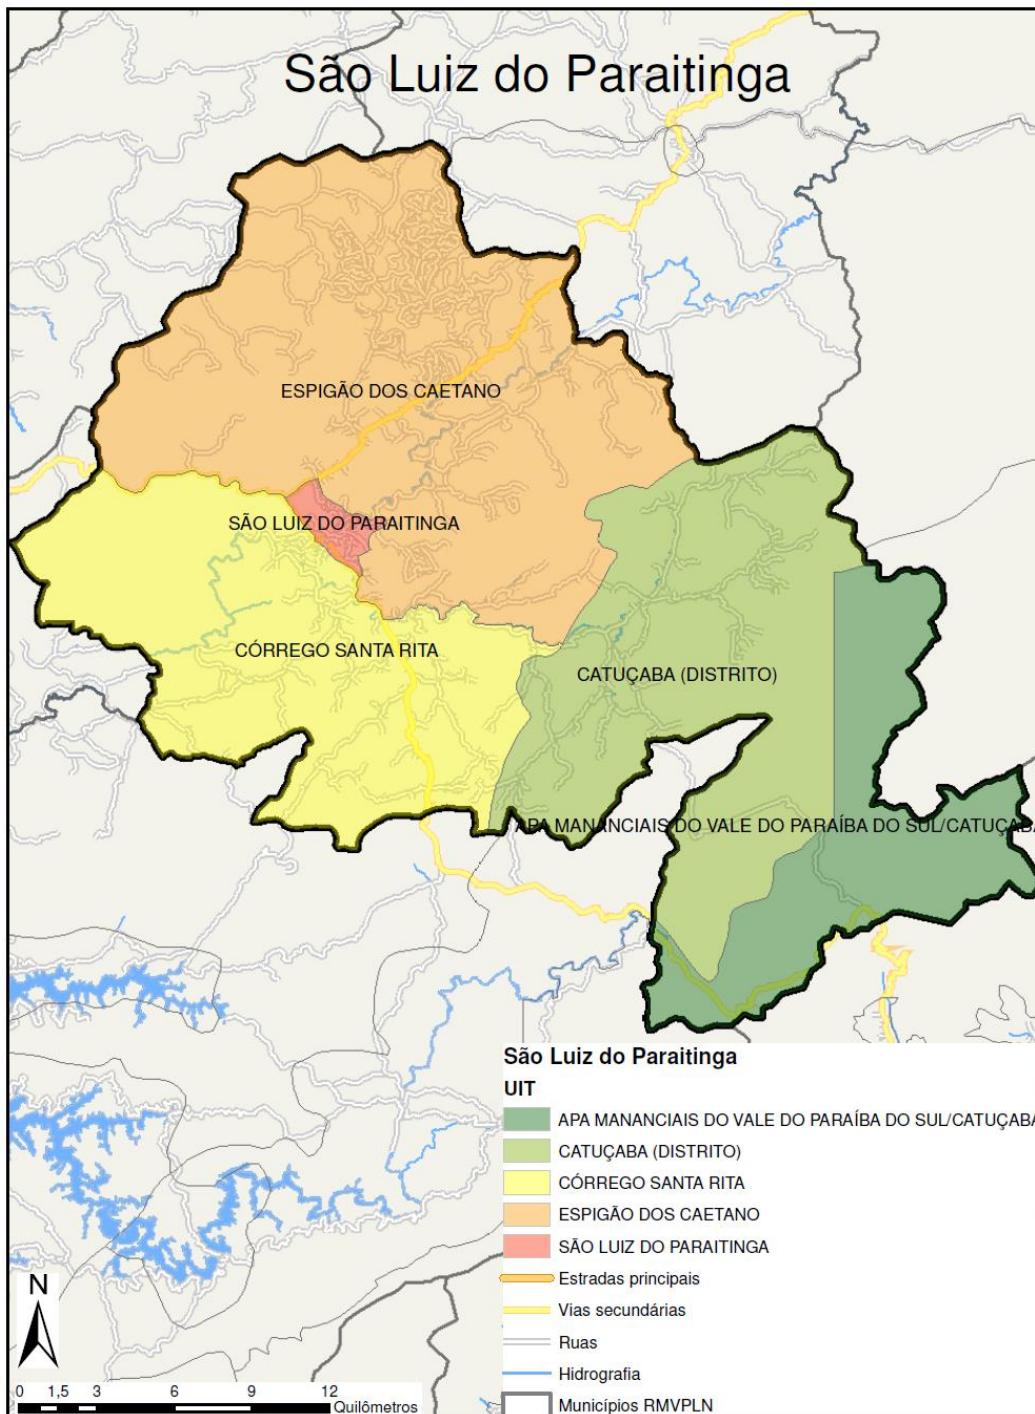 São Luiz do Paraitinga
ESPIGÃO DOS CAETANO
SÃO LUIZ DO PARAITINGA
CÓRREGO SANTA RITA
CATUÇABA (DISTRITO)
APA MANANCIAIS DO VALE DO PARAÍBA DO SUL/CATUÇABA
São Luiz do Paraitinga
UIT
APA MANANCIAIS DO VALE DO PARAÍBA DO SUL/CATUÇABA
CATUÇABA (DISTRITO)
CÓRREGO SANTA RITA
ESPIGÃO DOS CAETANO
SÃO LUIZ DO PARAITINGA
Estradas principais
Vias secundárias
Ruas
Hidrografia
Municípios RMVPLN
N
0 1,5 3 6 9 12
Quilômetros